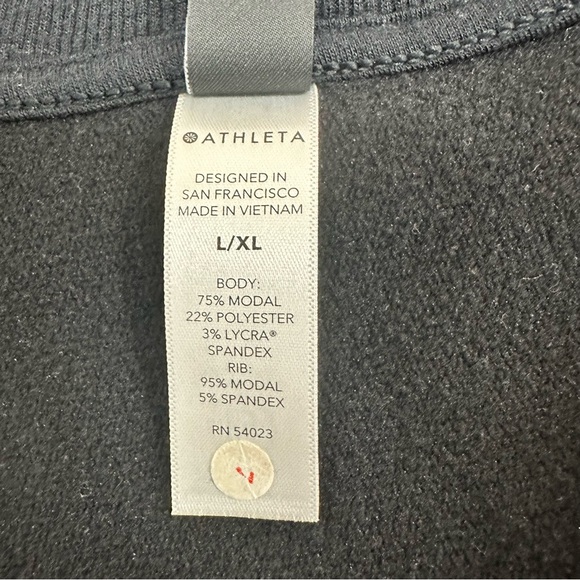 ATHLETA
DESIGNED IN
SAN FRANCISCO
MADE IN VIETNAM
L/XL
BODY:
75% MODAL
22% POLYESTER
3% LYCRA®
SPANDEX
RIB:
95% MODAL
5% SPANDEX
RN 54023